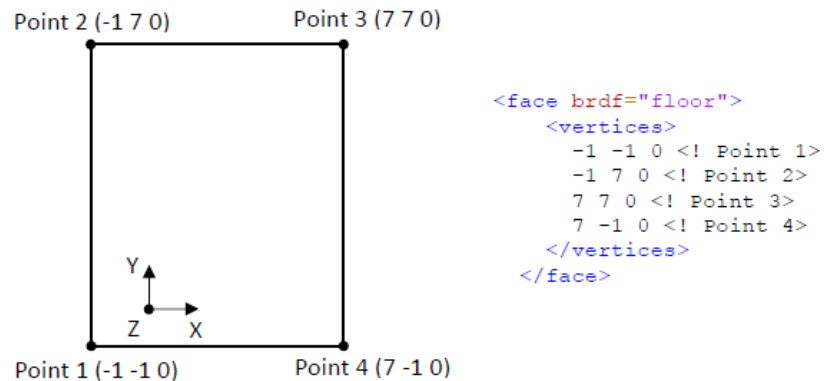 Point 2 (-1 7 0)
Point 3 (7 7 0)
Y
Z
X
Point 1 (-1 -1 0)
Point 4 (7 -1 0)
<face brdf="floor">
<vertices>
-1 -1 0 <! Point 1>
-1 7 0 <! Point 2>
7 7 0 <! Point 3>
7 -1 0 <! Point 4>
</vertices>
</face>